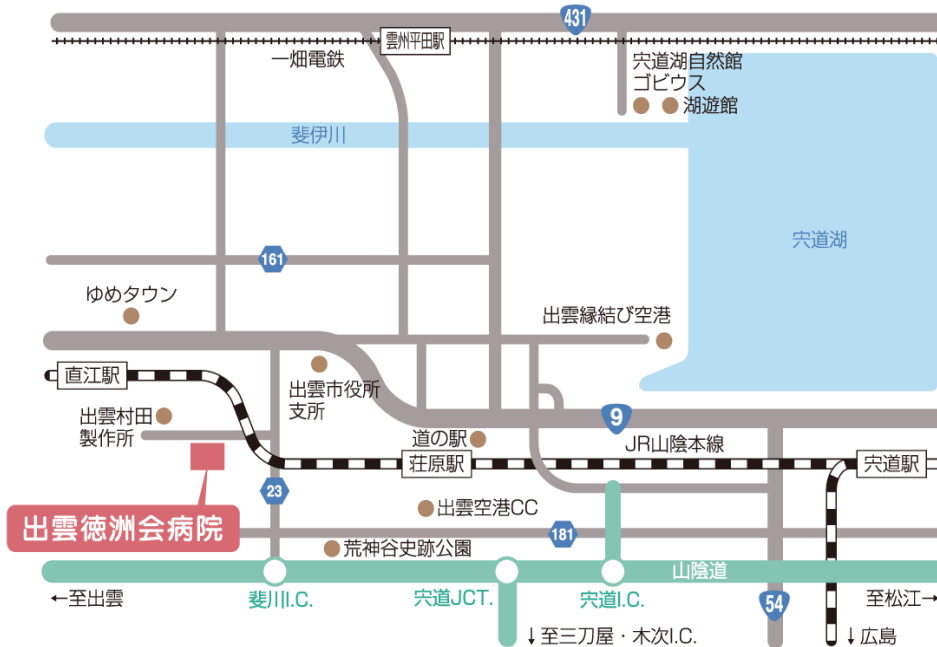 431
雲州平田駅
一畑電鉄
宍道湖自然館
ゴビウス
湖遊館
斐伊川
宍道湖
161
ゆめタウン
出雲縁結び空港
直江駅
出雲市役所
支所
出雲村田
製作所
9
道の駅
JR山陰本線
荘原駅
宍道駅
23
出雲空港CC
出雲徳洲会病院
181
荒神谷史跡公園
山陰道
←至出雲
斐川I.C.
宍道JCT.
宍道I.C.
54
至松江→
↓至三刀屋・木次I.C.
↓広島